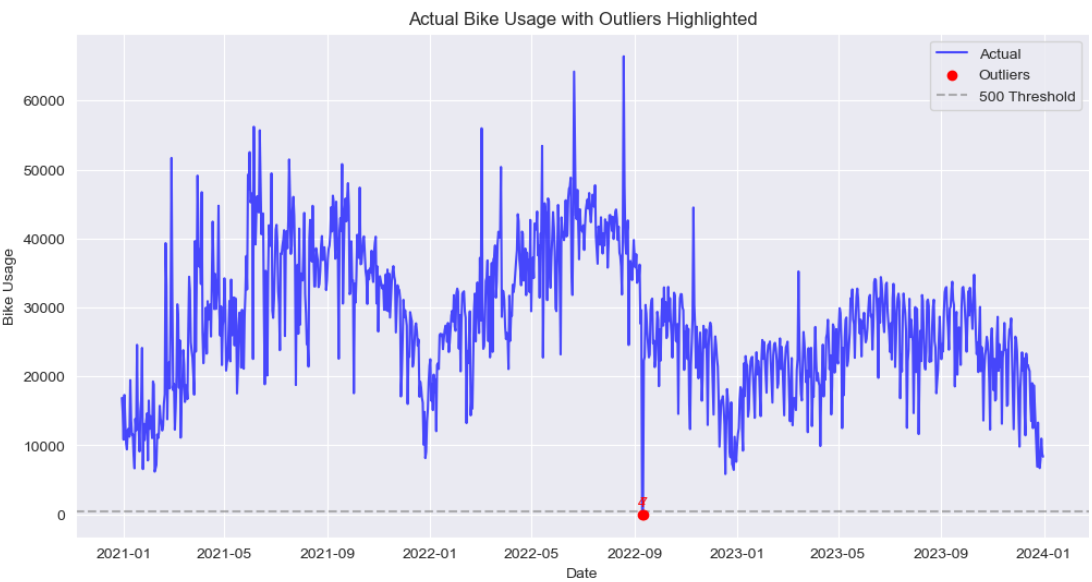 Actual Bike Usage with Outliers Highlighted
Actual
Outliers
500 Threshold
Bike Usage
60000
50000
40000
30000
20000
10000
0
2021-01 2021-05 2021-09 2022-01 2022-05 2022-09 2023-01 2023-05 2023-09 2024-01
Date